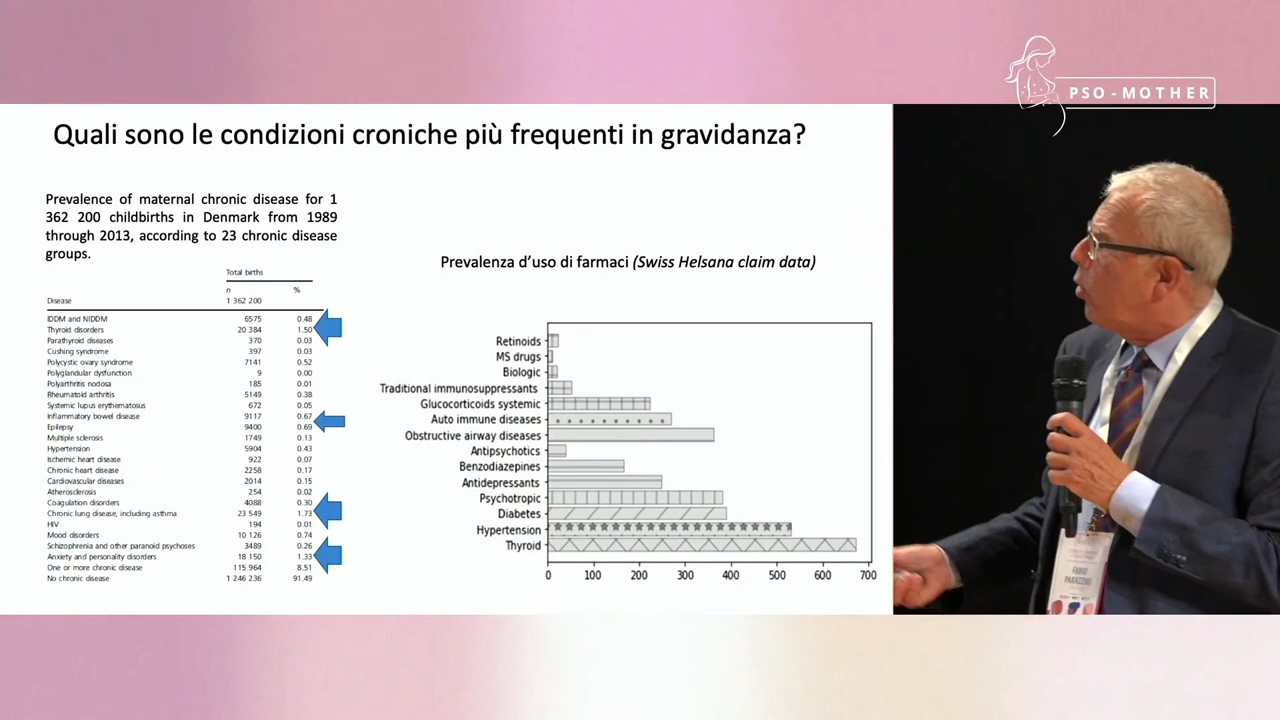 PSO-MOTHER
Quali sono le condizioni croniche più frequenti in gravidanza?
Prevalence of maternal chronic disease for 1
362 200 childbirths in Denmark from 1989
through 2013, according to 23 chronic disease
groups.
Total births
n %
Disease 1 362 200
IDDM and NIDDM 6575 0.48
Thyroid disorders 20 384 1.50
Parathyroid diseases 370 0.03
Cushing syndrome 397 0.03
Polycystic ovary syndrome 7141 0.52
Polyglandular dysfunction 9 0.00
Polyarthritis nodosa 185 0.01
Rheumatoid arthritis 5149 0.38
Systemic lupus erythematosus 672 0.05
Inflammatory bowel disease 9117 0.67
Epilepsy 9400 0.69
Multiple sclerosis 1749 0.13
Hypertension 5904 0.43
Ischemic heart disease 922 0.07
Chronic heart disease 2258 0.17
Cardiovascular diseases 2014 0.15
Atherosclerosis 254 0.02
Coagulation disorders 4088 0.30
Chronic lung disease, including asthma 23 549 1.73
HIV 194 0.01
Mood disorders 10 126 0.74
Schizophrenia and other paranoid psychoses 3489 0.26
Anxiety and personality disorders 18 150 1.33
One or more chronic disease 115 964 8.51
No chronic disease 1 246 236 91.49
Prevalenza d'uso di farmaci (Swiss Helsana claim data)
Retinoids
MS drugs
Biologic
Traditional immunosuppressants
Glucocorticoids systemic
Auto immune diseases
Obstructive airway diseases
Antipsychotics
Benzodiazepines
Antidepressants
Psychotropic
Diabetes
Hypertension
Thyroid
0 100 200 300 400 500 600 700
FABIO